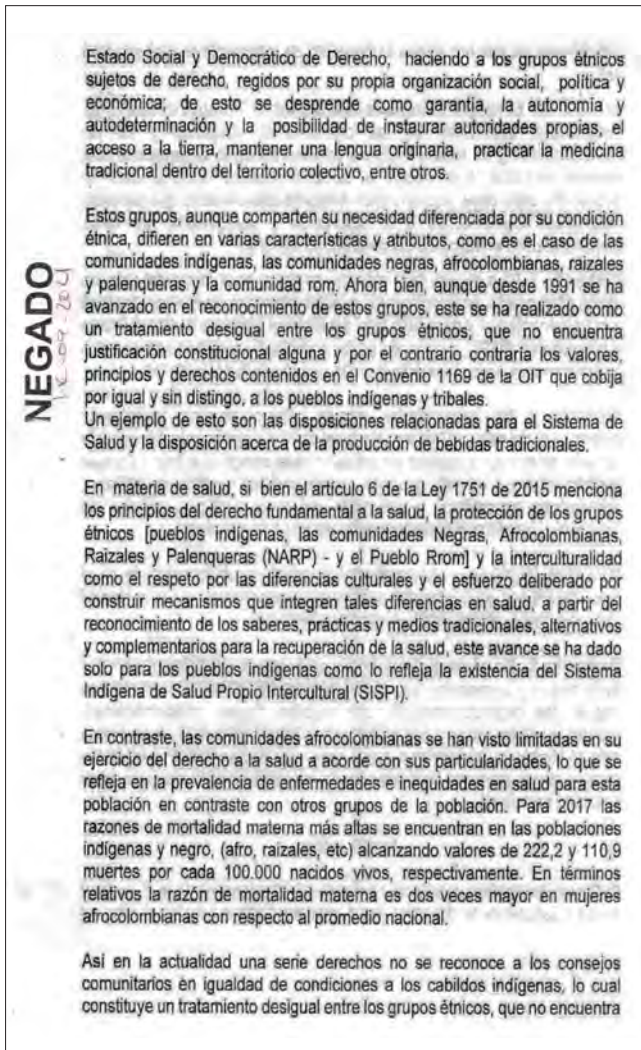 Estado Social y Democrático de Derecho, haciendo a los grupos étnicos
sujetos de derecho, regidos por su propia organización social, política y
económica; de esto se desprende como garantía, la autonomía y
autodeterminación y la posibilidad de instaurar autoridades propias, el
acceso a la tierra, mantener una lengua originaria, practicar la medicina
tradicional dentro del territorio colectivo, entre otros.
Estos grupos, aunque comparten su necesidad diferenciada por su condición
étnica, difieren en varias características y atributos, como es el caso de las
comunidades indígenas, las comunidades negras, afrocolombianas, raizales
y palenqueras y la comunidad rom. Ahora bien, aunque desde 1991 se ha
avanzado en el reconocimiento de estos grupos, este se ha realizado como
un tratamiento desigual entre los grupos étnicos, que no encuentra
justificación constitucional alguna y por el contrario contraría los valores,
principios y derechos contenidos en el Convenio 1169 de la OIT que cobija
por igual y sin distingo, a los pueblos indígenas y tribales.
Un ejemplo de esto son las disposiciones relacionadas para el Sistema de
Salud y la disposición acerca de la producción de bebidas tradicionales.
NEGADO
En materia de salud, si bien el artículo 6 de la Ley 1751 de 2015 menciona
los principios del derecho fundamental a la salud, la protección de los grupos
étnicos [pueblos indígenas, las comunidades Negras, Afrocolombianas,
Raizales y Palenqueras (NARP) - y el Pueblo Rrom] y la interculturalidad
como el respeto por las diferencias culturales y el esfuerzo deliberado por
construir mecanismos que integren tales diferencias en salud, a partir del
reconocimiento de los saberes, prácticas y medios tradicionales, alternativos
y complementarios para la recuperación de la salud, este avance se ha dado
solo para los pueblos indígenas como lo refleja la existencia del Sistema
Indígena de Salud Propio Intercultural (SISPI).
En contraste, las comunidades afrocolombianas se han visto limitadas en su
ejercicio del derecho a la salud a acorde con sus particularidades, lo que se
refleja en la prevalencia de enfermedades e inequidades en salud para esta
población en contraste con otros grupos de la población. Para 2017 las
razones de mortalidad materna más altas se encuentran en las poblaciones
indígenas y negro, (afro, raizales, etc) alcanzando valores de 222,2 y 110,9
muertes por cada 100.000 nacidos vivos, respectivamente. En términos
relativos la razón de mortalidad materna es dos veces mayor en mujeres
afrocolombianas con respecto al promedio nacional.
Así en la actualidad una serie derechos no se reconoce a los consejos
comunitarios en igualdad de condiciones a los cabildos indígenas, lo cual
constituye un tratamiento desigual entre los grupos étnicos, que no encuentra